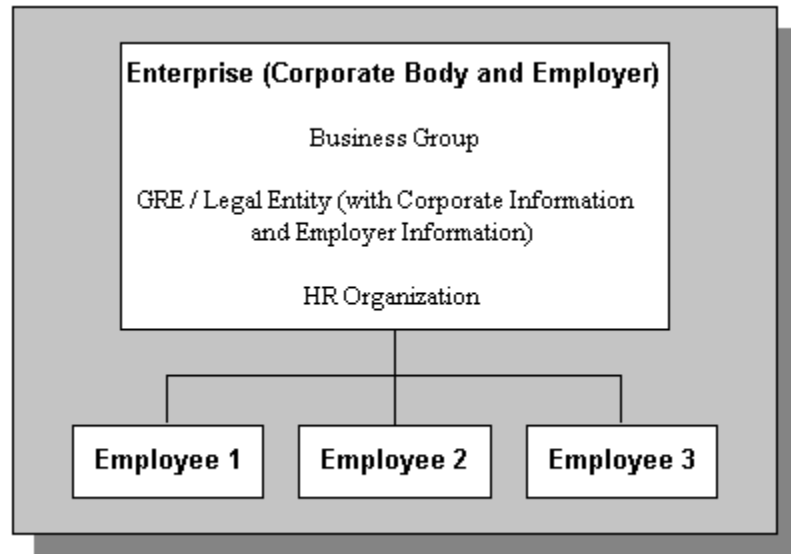 Enterprise (Corporate Body and Employer)
Business Group
GRE / Legal Entity (with Corporate Information
and Employer Information)
HR Organization
Employee 1
Employee 2
Employee 3